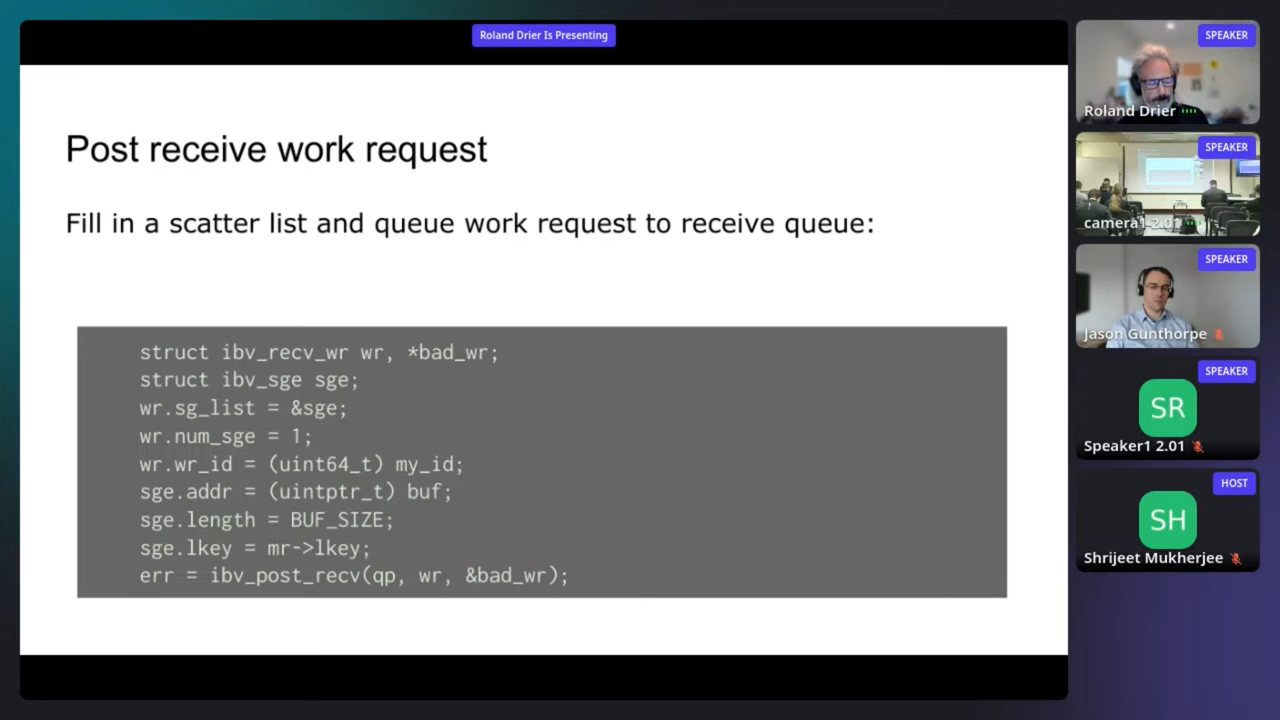 Roland Drier Is Presenting
Post receive work request
Fill in a scatter list and queue work request to receive queue:
struct ibv_recv_wr wr, *bad_wr;
struct ibv_sge sge;
wr.sg_list = &sge;
wr.num_sge = 1;
wr.wr_id = (uint64_t) my_id;
sge.addr = (uintptr_t) buf;
sge.length = BUF_SIZE;
sge.lkey = mr->lkey;
err = ibv_post_recv(qp, wr, &bad_wr);
SPEAKER
Roland Drier
SPEAKER
camera1 2.01
SPEAKER
Jason Gunthorpe
SPEAKER
SR
Speaker1 2.01
HOST
SH
Shrijeet Mukherjee